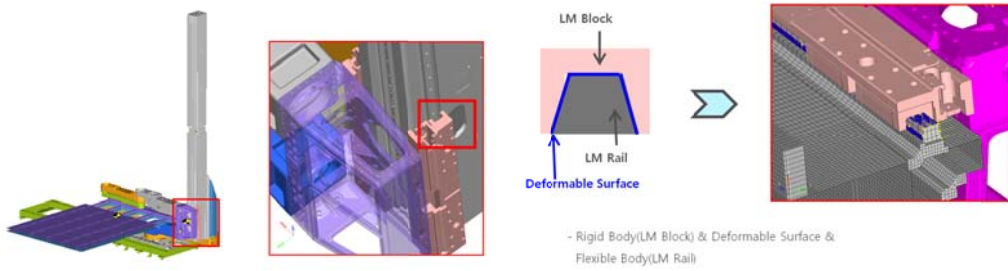 LM Block
LM Rail
Deformable Surface
- Rigid Body(LM Block) & Deformable Surface &
Flexible Body(LM Rail)